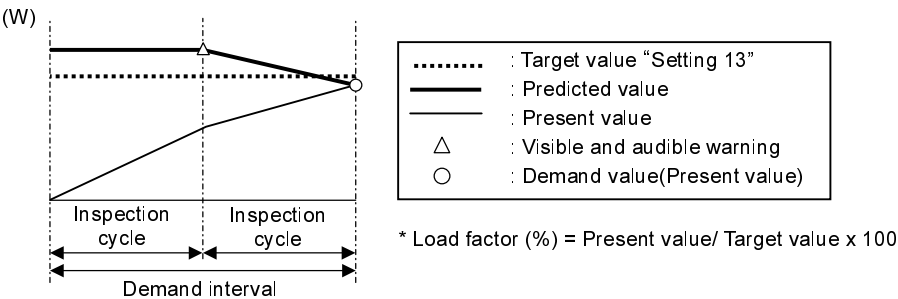 (W)
: Target value “Setting 13”
: Predicted value
: Present value
: Visible and audible warning
: Demand value(Present value)
Inspection
cycle
Inspection
cycle
Demand interval
* Load factor (%) = Present value/ Target value x 100